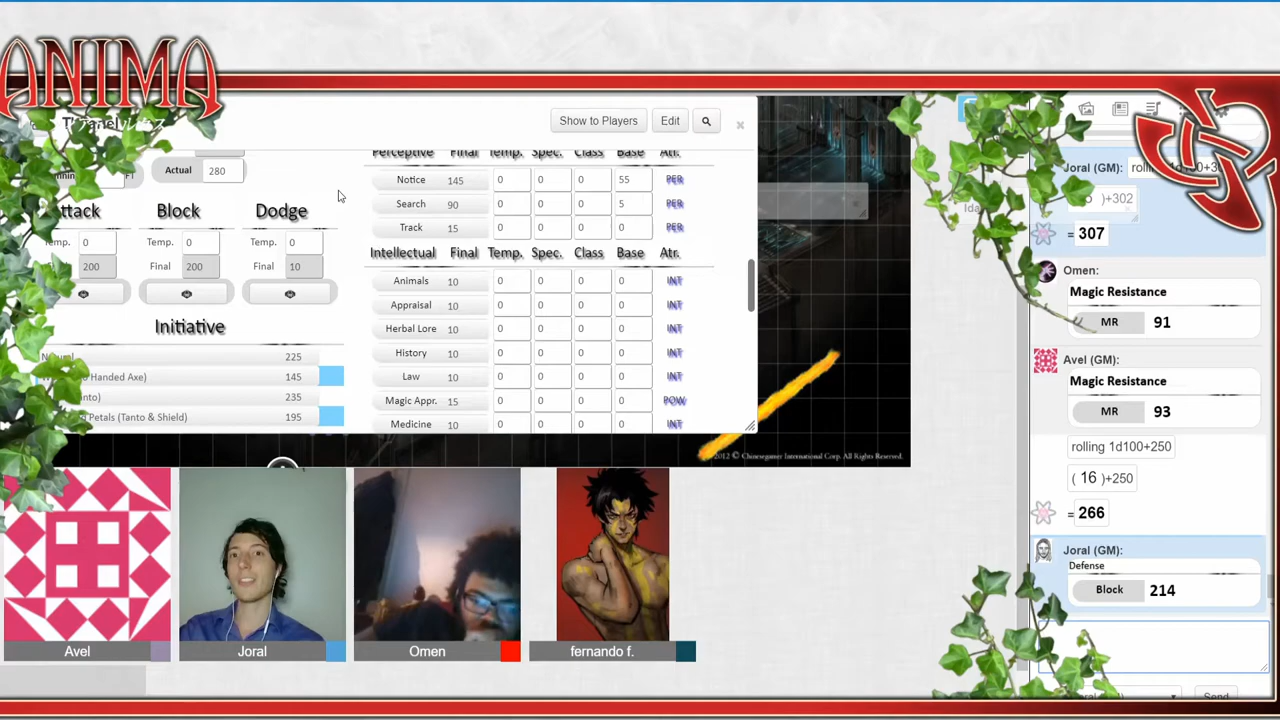 ANIMA
Show to Players
Edit
Actual
280
FT
Attack
Block
Dodge
Temp.
0
Temp.
0
Temp.
0
200
Final
200
Final
10
Initiative
225
Handed Axe)
145
235
Petals (Tanto & Shield)
195
Perceptive Final Temp. Spec. Class Base Atr.
Notice 145 0 0 0 55 PER
Search 90 0 0 0 5 PER
Track 15 0 0 0 0 PER
Intellectual Final Temp. Spec. Class Base Atr.
Animals 10 0 0 0 0 INT
Appraisal 10 0 0 0 0 INT
Herbal Lore 10 0 0 0 0 INT
History 10 0 0 0 0 INT
Law 10 0 0 0 0 INT
Magic Appr. 15 0 0 0 0 POW
Medicine 10 0 0 0 0 INT
2012 © Chinesegamer International Corp. All Rights Reserved.
Avel
Joral
Omen
fernando f.
Joral (GM):
)+302
= 307
Omen:
Magic Resistance
MR 91
Avel (GM):
Magic Resistance
MR 93
rolling 1d100+250
( 16 )+250
= 266
Joral (GM):
Defense
Block 214
Send